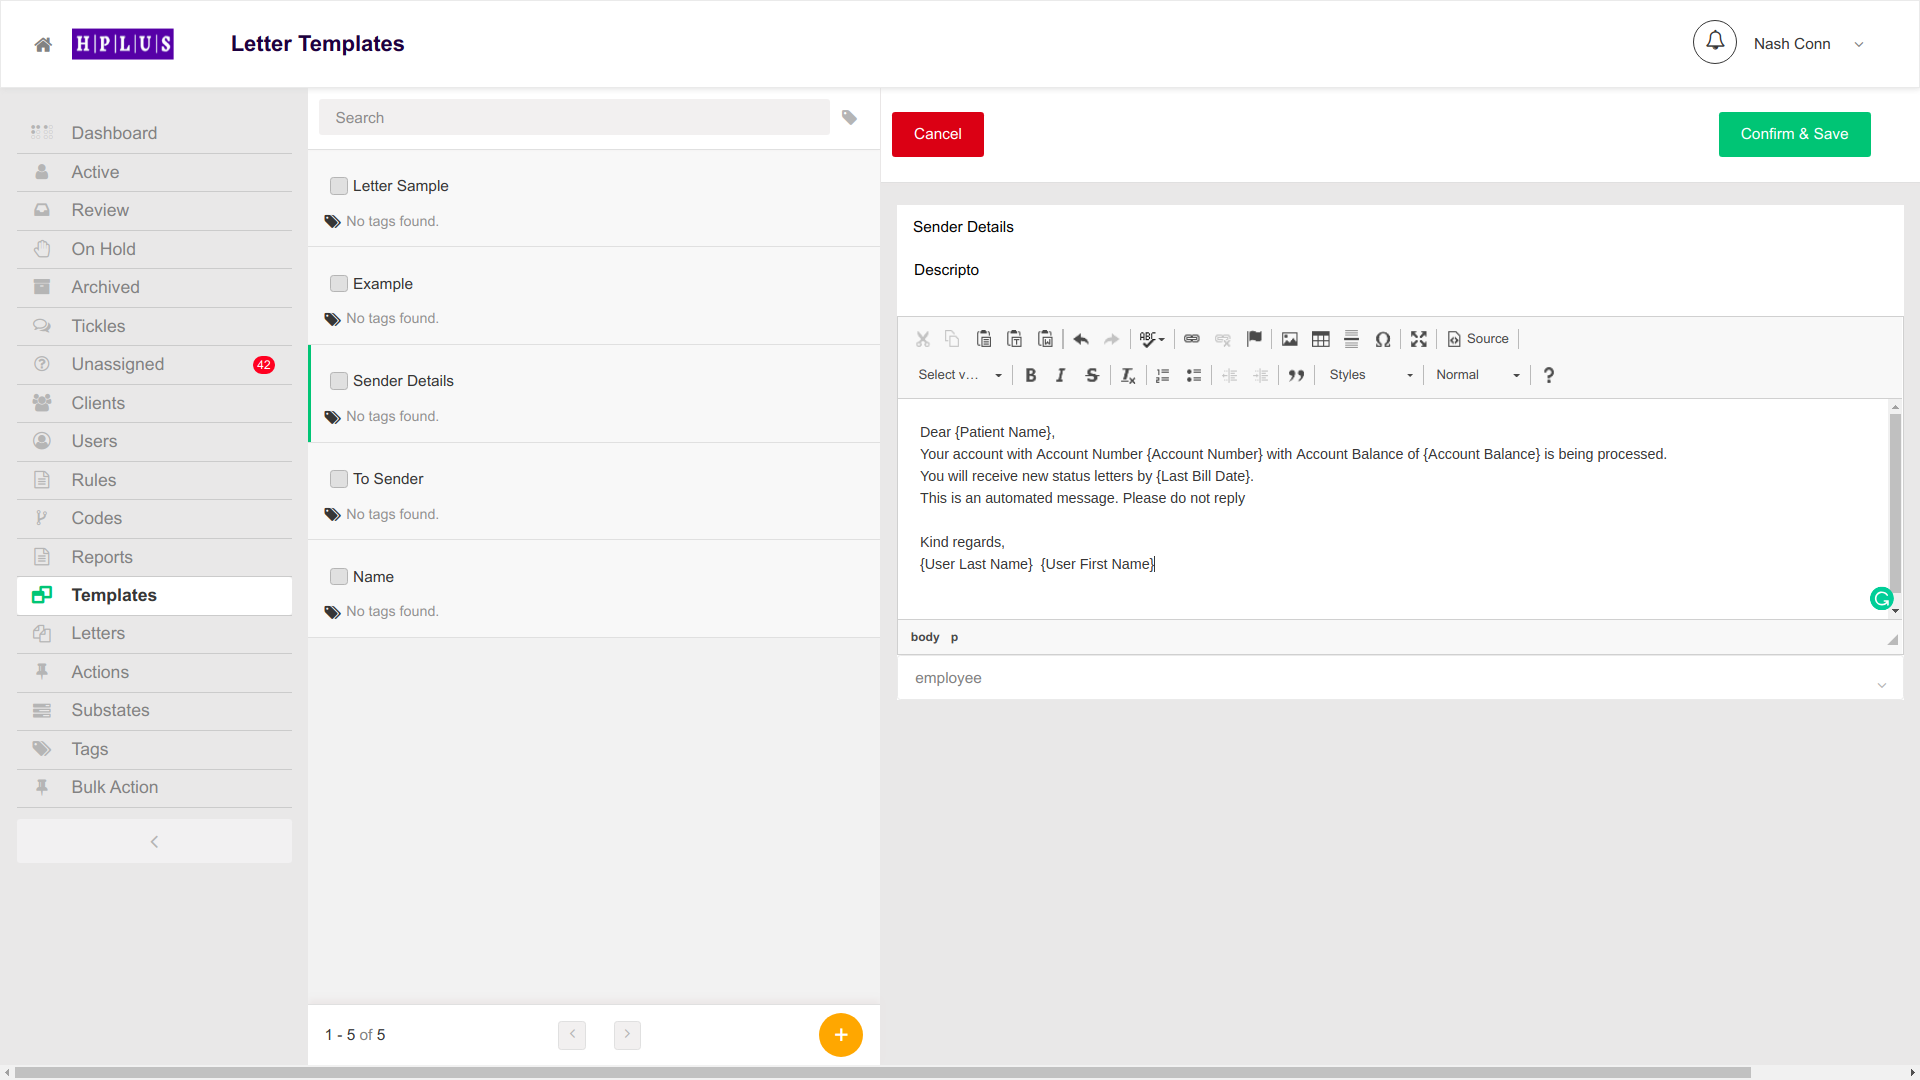 H|P|L|U|S
Letter Templates
Nash Conn
Dashboard
Active
Review
On Hold
Archived
Tickles
Unassigned
42
Clients
Users
Rules
Codes
Reports
Templates
Letters
Actions
Substates
Tags
Bulk Action
Search
Letter Sample
No tags found.
Example
No tags found.
Sender Details
No tags found.
To Sender
No tags found.
Name
No tags found.
1 - 5 of 5
Cancel
Confirm & Save
Sender Details
Descripto
ABC
Source
Select v...
B I S Ix
Styles
Normal
?
Dear {Patient Name},
Your account with Account Number {Account Number} with Account Balance of {Account Balance} is being processed.
You will receive new status letters by {Last Bill Date}.
This is an automated message. Please do not reply
Kind regards,
{User Last Name}  {User First Name}
body p
employee